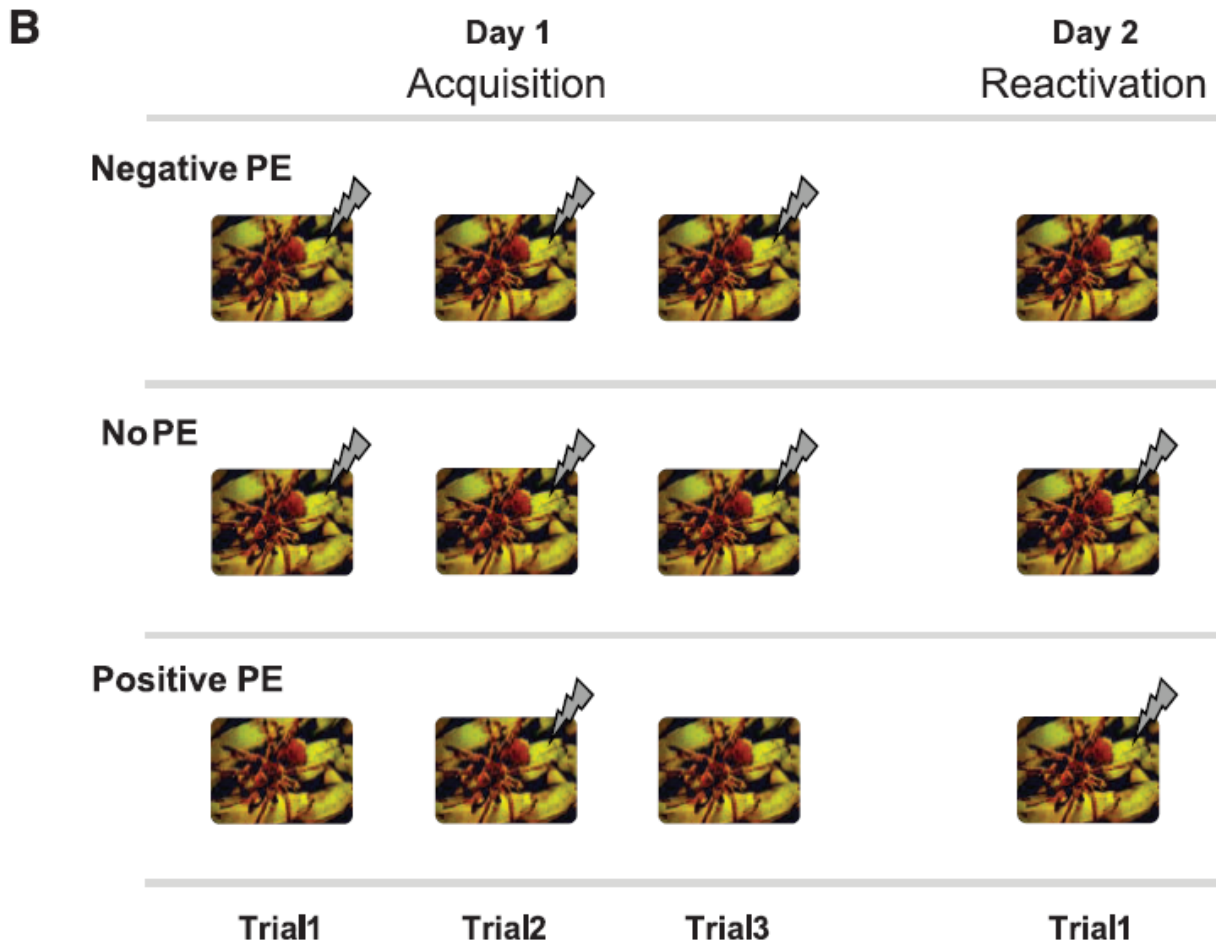 B
Day 1
Day 2
Acquisition
Reactivation
Negative PE
No PE
Positive PE
Trial1
Trial2
Trial3
Trial1